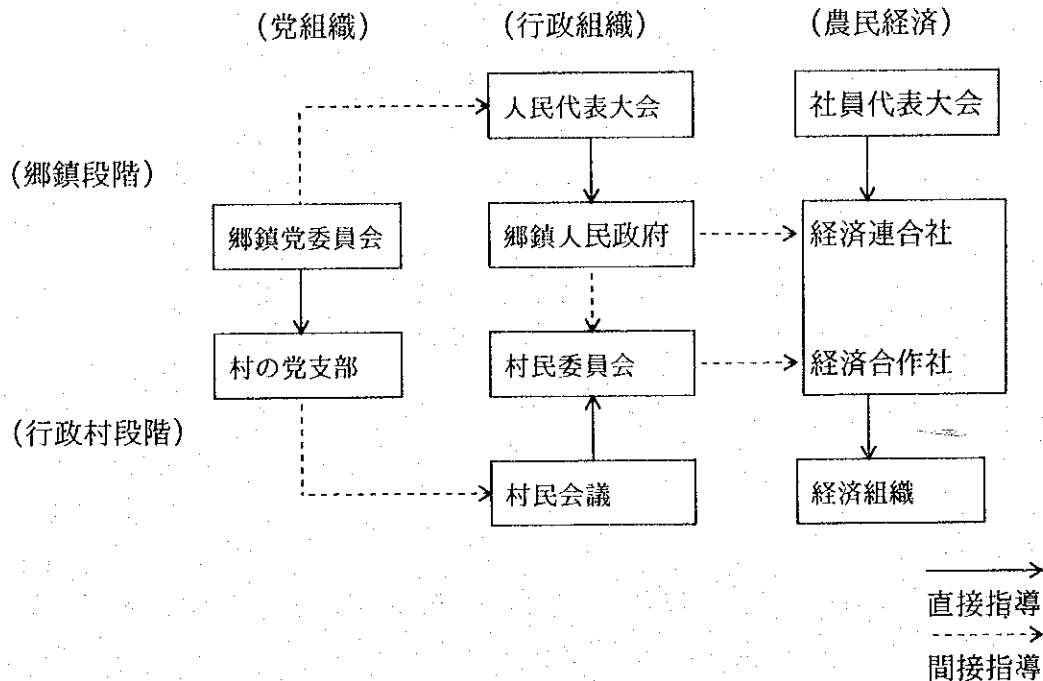 (党組織)
(行政組織)
(農民経済)
人民代表大会
社員代表大会
(郷鎮段階)
郷鎮党委員会
郷鎮人民政府
経済連合社
村の党支部
村民委員会
経済合作社
(行政村段階)
村民会議
経済組織
直接指導
間接指導